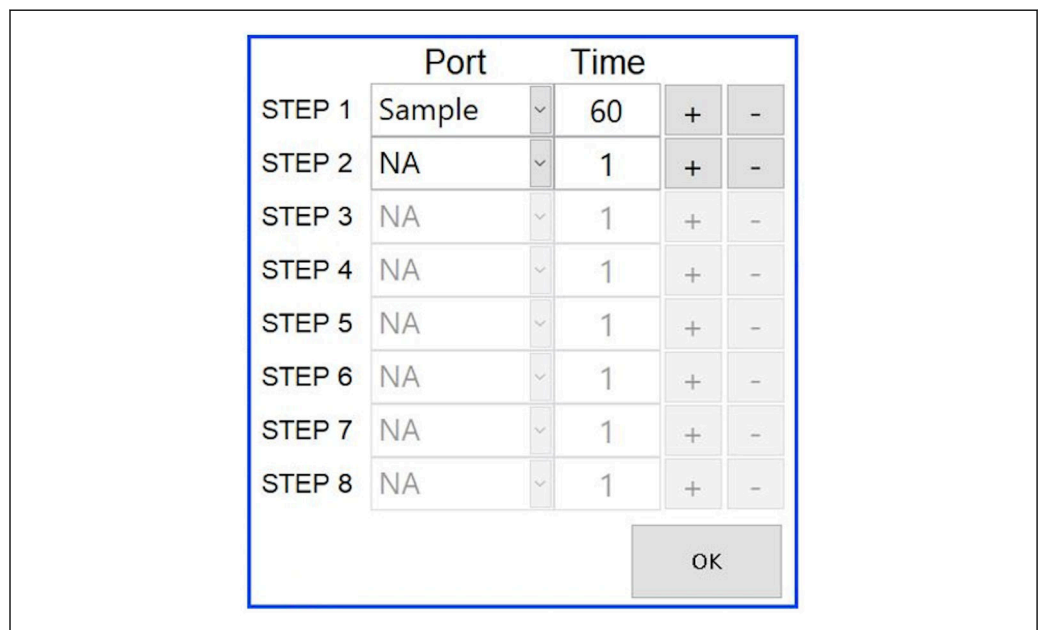 Port Time
STEP 1 Sample 60 + -
STEP 2 NA 1 + -
STEP 3 NA 1 + -
STEP 4 NA 1 + -
STEP 5 NA 1 + -
STEP 6 NA 1 + -
STEP 7 NA 1 + -
STEP 8 NA 1 + -
OK